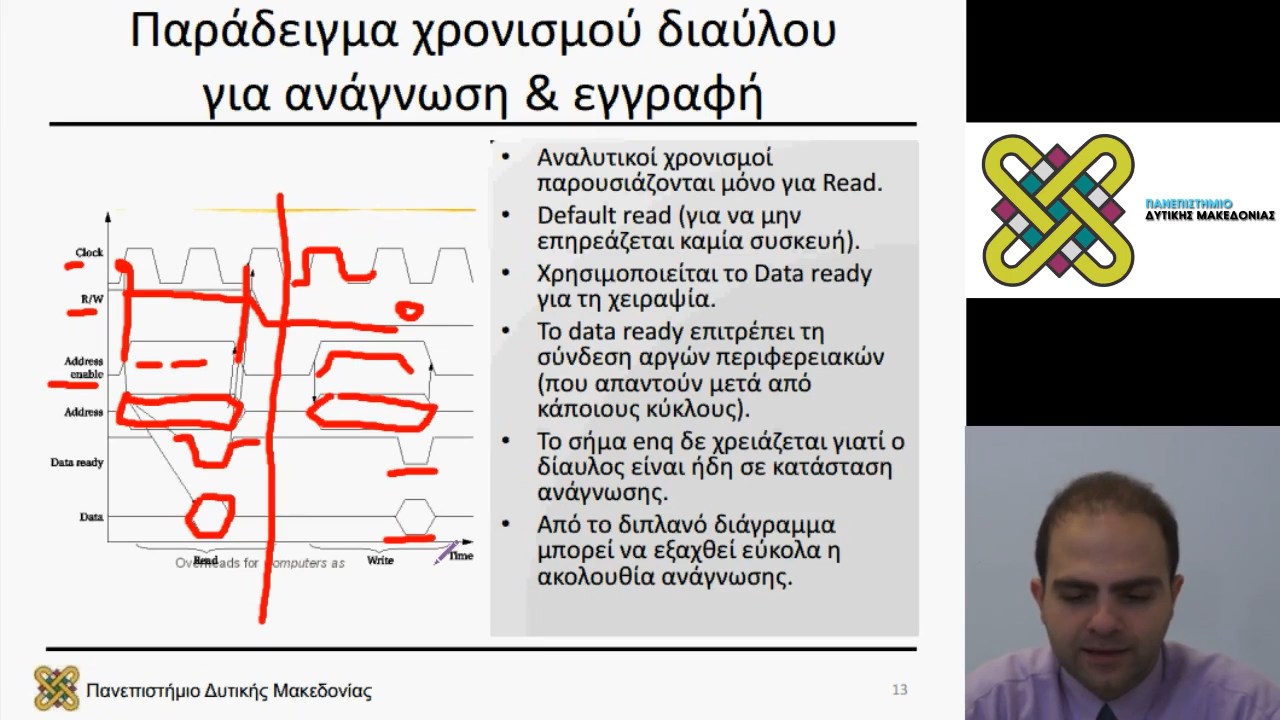 Παράδειγμα χρονισμού διαύλου
για ανάγνωση & εγγραφή
Clock
R/W
Address
enable
Address
Data ready
Data
Read
Write
Time
Overheads for Computers as
• Αναλυτικοί χρονισμοί
παρουσιάζονται μόνο για Read.
• Default read (για να μην
επηρεάζεται καμία συσκευή).
• Χρησιμοποιείται το Data ready
για τη χειραψία.
• Το data ready επιτρέπει τη
σύνδεση αργών περιφερειακών
(που απαντούν μετά από
κάποιους κύκλους).
• Το σήμα enq δε χρειάζεται γιατί ο
δίαυλος είναι ήδη σε κατάσταση
ανάγνωσης.
• Από το διπλανό διάγραμμα
μπορεί να εξαχθεί εύκολα η
ακολουθία ανάγνωσης.
Πανεπιστήμιο Δυτικής Μακεδονίας
13
ΠΑΝΕΠΙΣΤΗΜΙΟ
ΔΥΤΙΚΗΣ ΜΑΚΕΔΟΝΙΑΣ